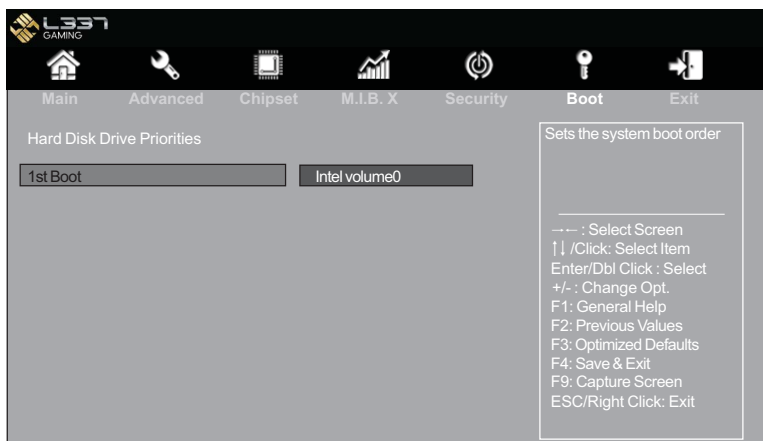 L337
GAMING
Main Advanced Chipset M.I.B. X Security Boot Exit
Hard Disk Drive Priorities
1st Boot Intel volume0
Sets the system boot order
→← : Select Screen
↑↓ /Click: Select Item
Enter/Dbl Click : Select
+/- : Change Opt.
F1: General Help
F2: Previous Values
F3: Optimized Defaults
F4: Save & Exit
F9: Capture Screen
ESC/Right Click: Exit